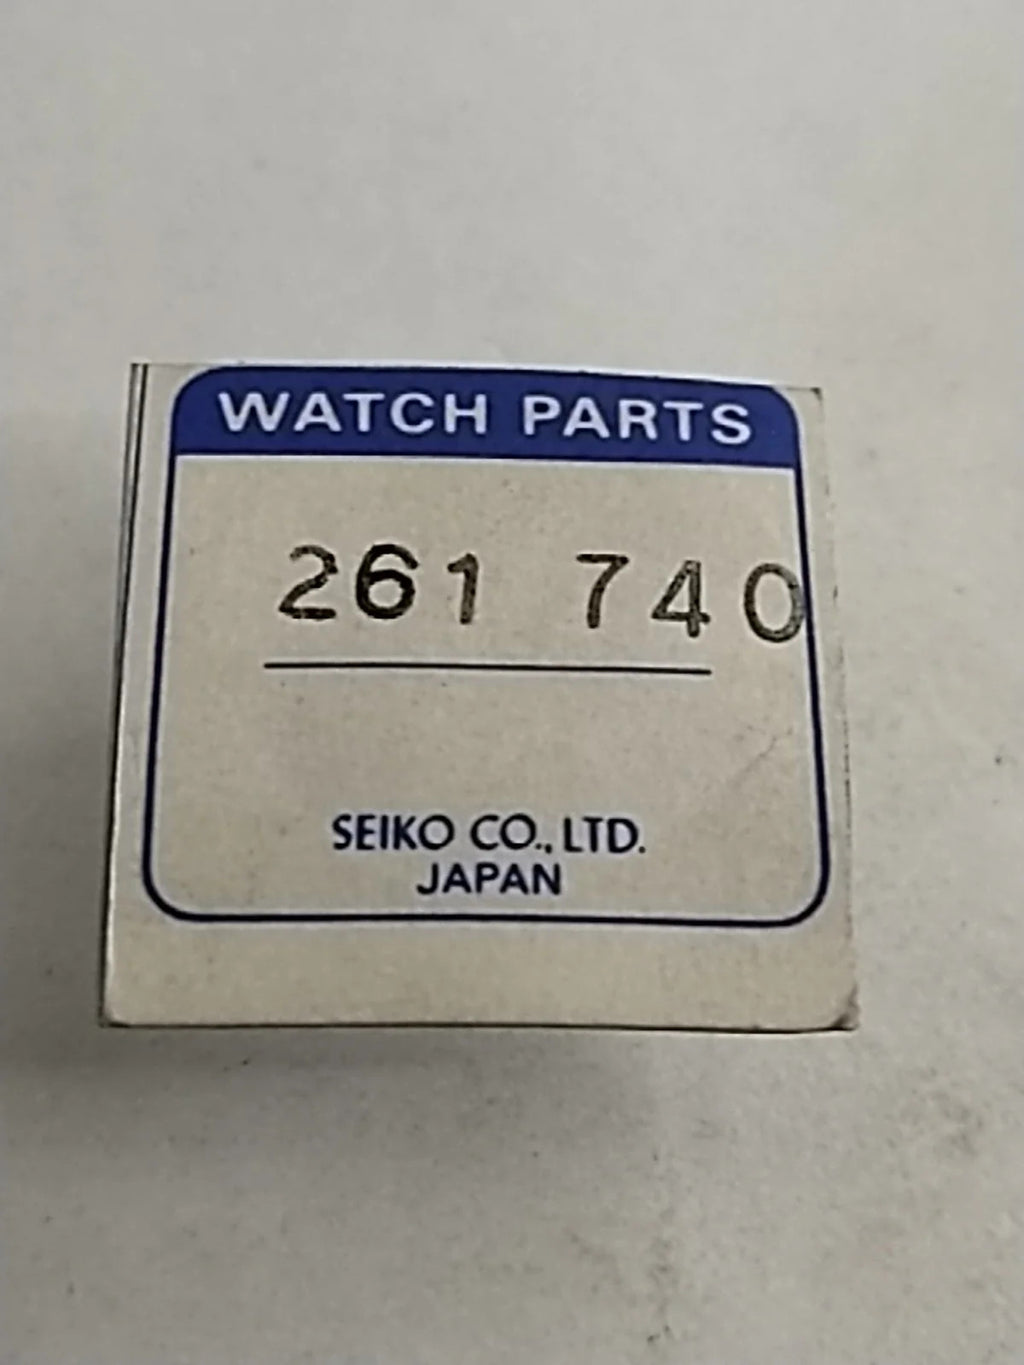 WATCH PARTS
261 740
SEIKO CO., LTD.
JAPAN